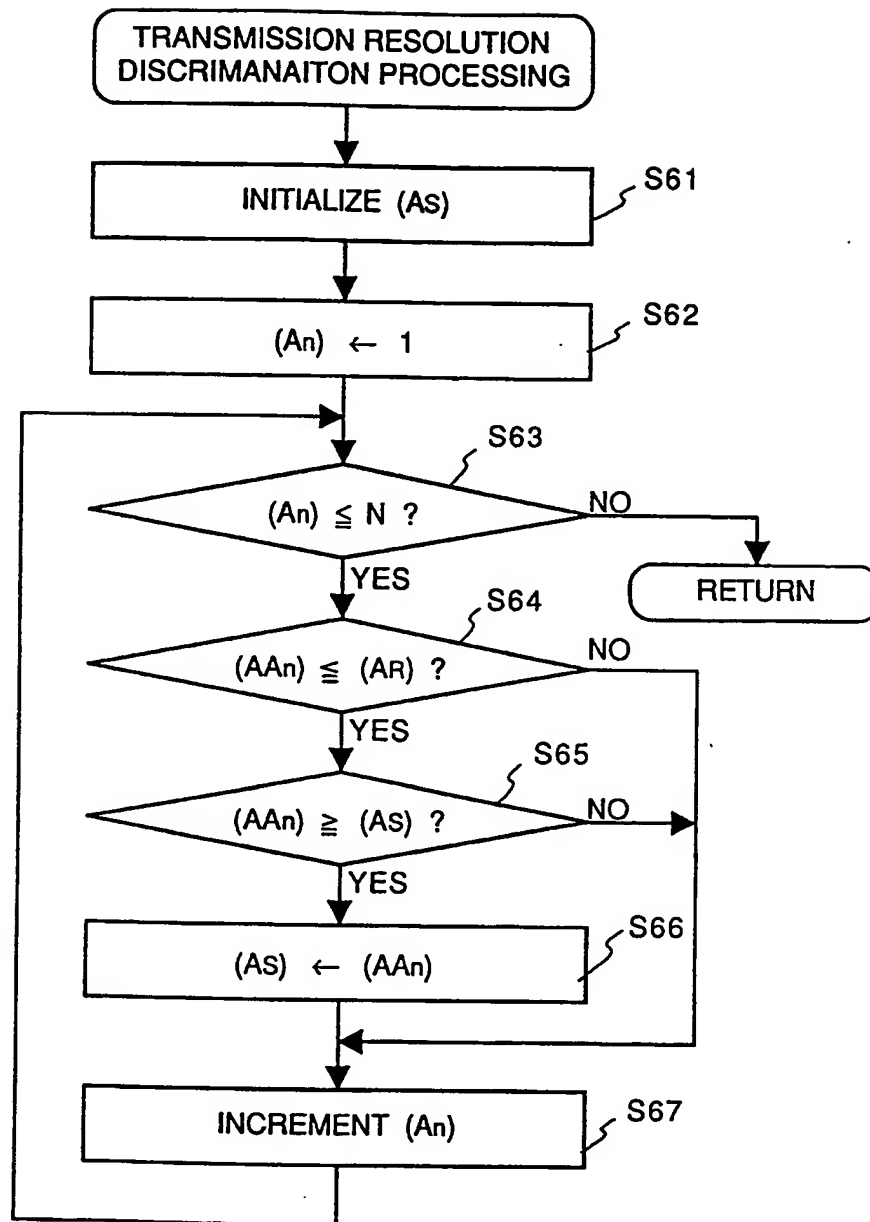 TRANSMISSION RESOLUTION
DISCRIMANAITON PROCESSING
S61
INITIALIZE (AS)
S62
(An) ← 1
S63
(An) ≦ N ?
NO
YES
RETURN
S64
(AAn) ≦ (AR) ?
NO
YES
S65
(AAn) ≧ (AS) ?
NO
YES
S66
(AS) ← (AAn)
S67
INCREMENT (An)